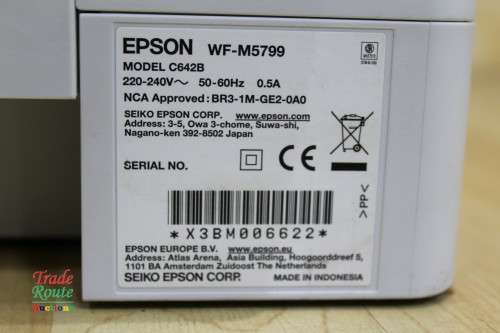 EPSON WF-M5799
MODEL C642B
220-240V~ 50-60Hz 0.5A
NCA Approved: BR3-1M-GE2-0A0
SEIKO EPSON CORP. www.epson.com
Address: 3-5, Owa 3-chome, Suwa-shi,
Nagano-ken 392-8502 Japan
SERIAL NO.
CE
*X3BM006622*
>PP<
EPSON EUROPE B.V. www.epson.eu
Address: Atlas Arena, Asia Building, Hoogoorddreef 5,
1101 BA Amsterdam Zuidoost The Netherlands
SEIKO EPSON CORP. MADE IN INDONESIA
Trade
Route
Auction